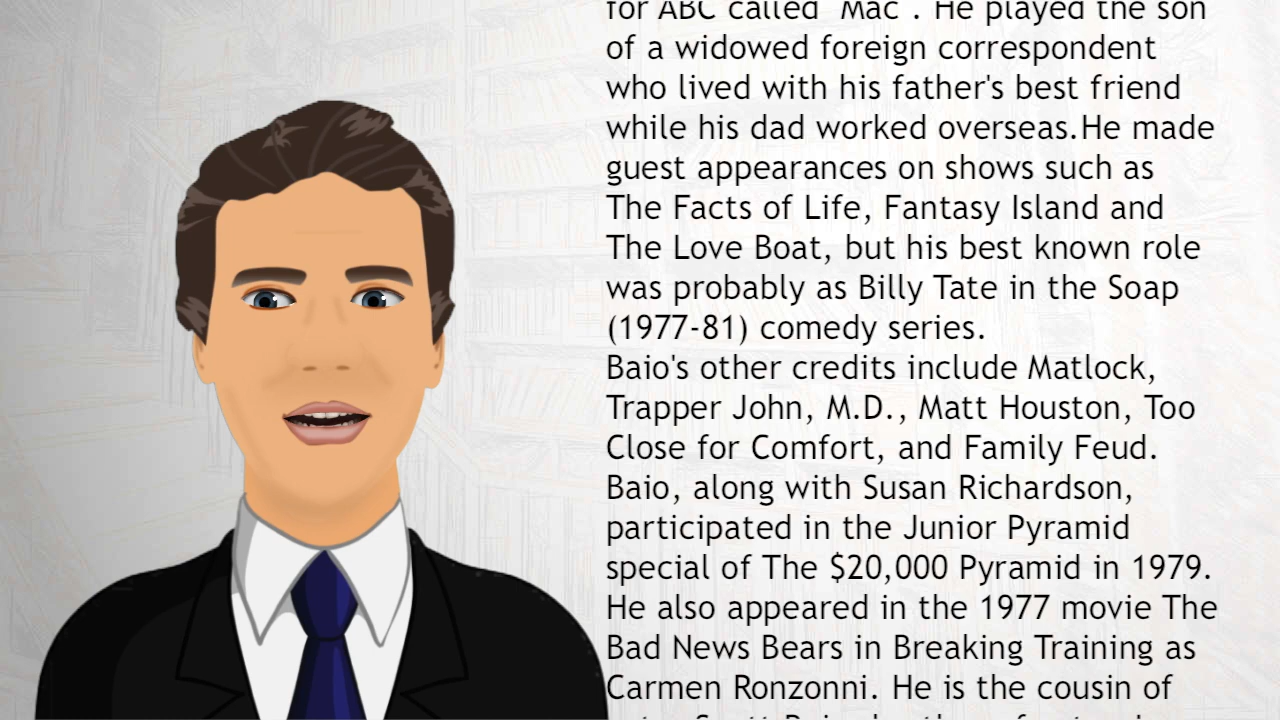 for ABC called "Mac". He played the son
of a widowed foreign correspondent
who lived with his father's best friend
while his dad worked overseas.He made
guest appearances on shows such as
The Facts of Life, Fantasy Island and
The Love Boat, but his best known role
was probably as Billy Tate in the Soap
(1977-81) comedy series.
Baio's other credits include Matlock,
Trapper John, M.D., Matt Houston, Too
Close for Comfort, and Family Feud.
Baio, along with Susan Richardson,
participated in the Junior Pyramid
special of The $20,000 Pyramid in 1979.
He also appeared in the 1977 movie The
Bad News Bears in Breaking Training as
Carmen Ronzonni. He is the cousin of